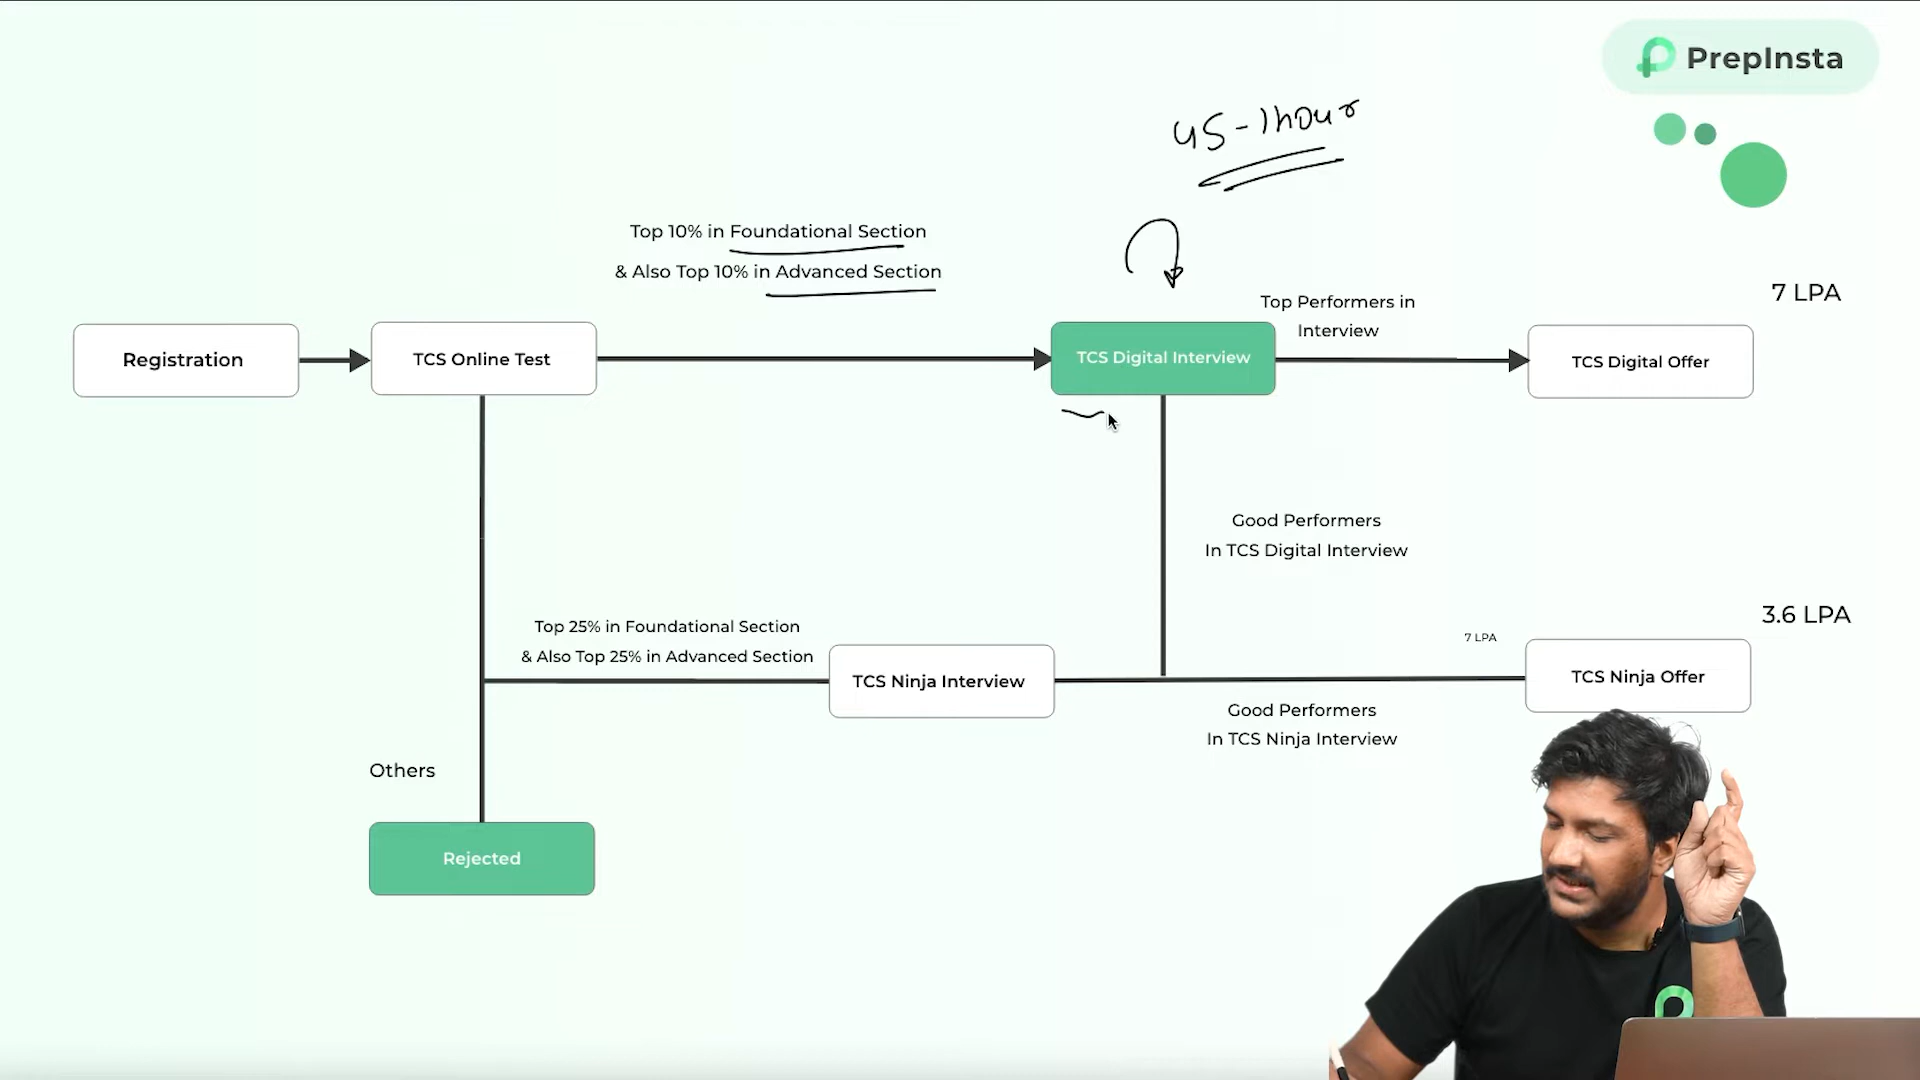 PrepInsta
45-1hour
Top 10% in Foundational Section
& Also Top 10% in Advanced Section
7 LPA
Top Performers in
Interview
Registration
TCS Online Test
TCS Digital Interview
TCS Digital Offer
Good Performers
In TCS Digital Interview
3.6 LPA
Top 25% in Foundational Section
& Also Top 25% in Advanced Section
7 LPA
TCS Ninja Interview
TCS Ninja Offer
Good Performers
In TCS Ninja Interview
Others
Rejected